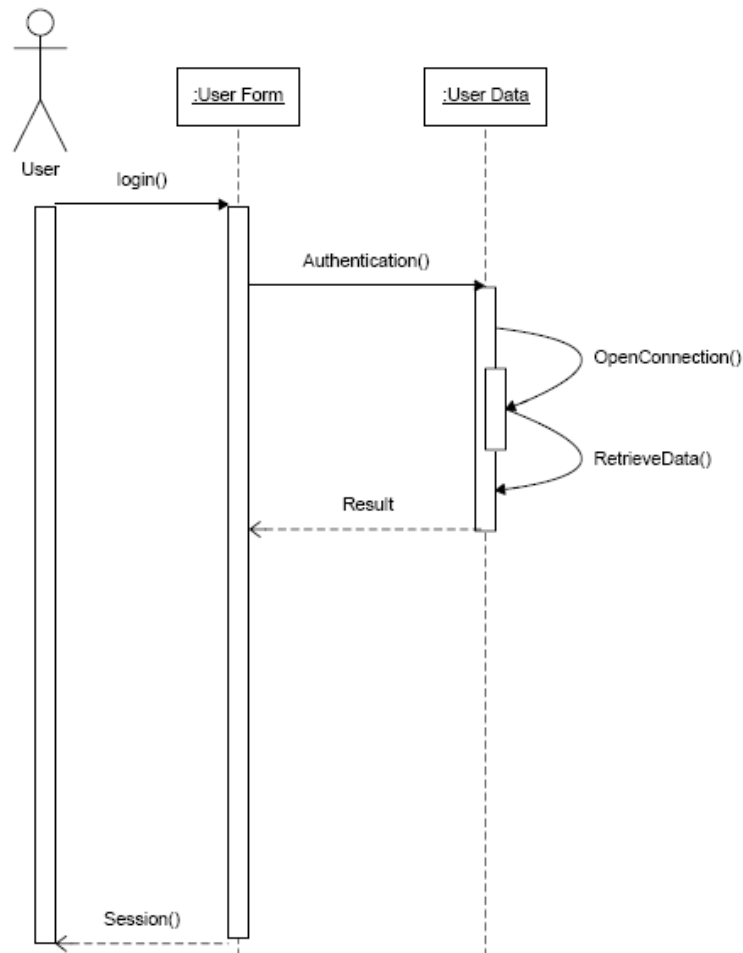 :User Form
:User Data
User
login()
Authentication()
OpenConnection()
RetrieveData()
Result
Session()